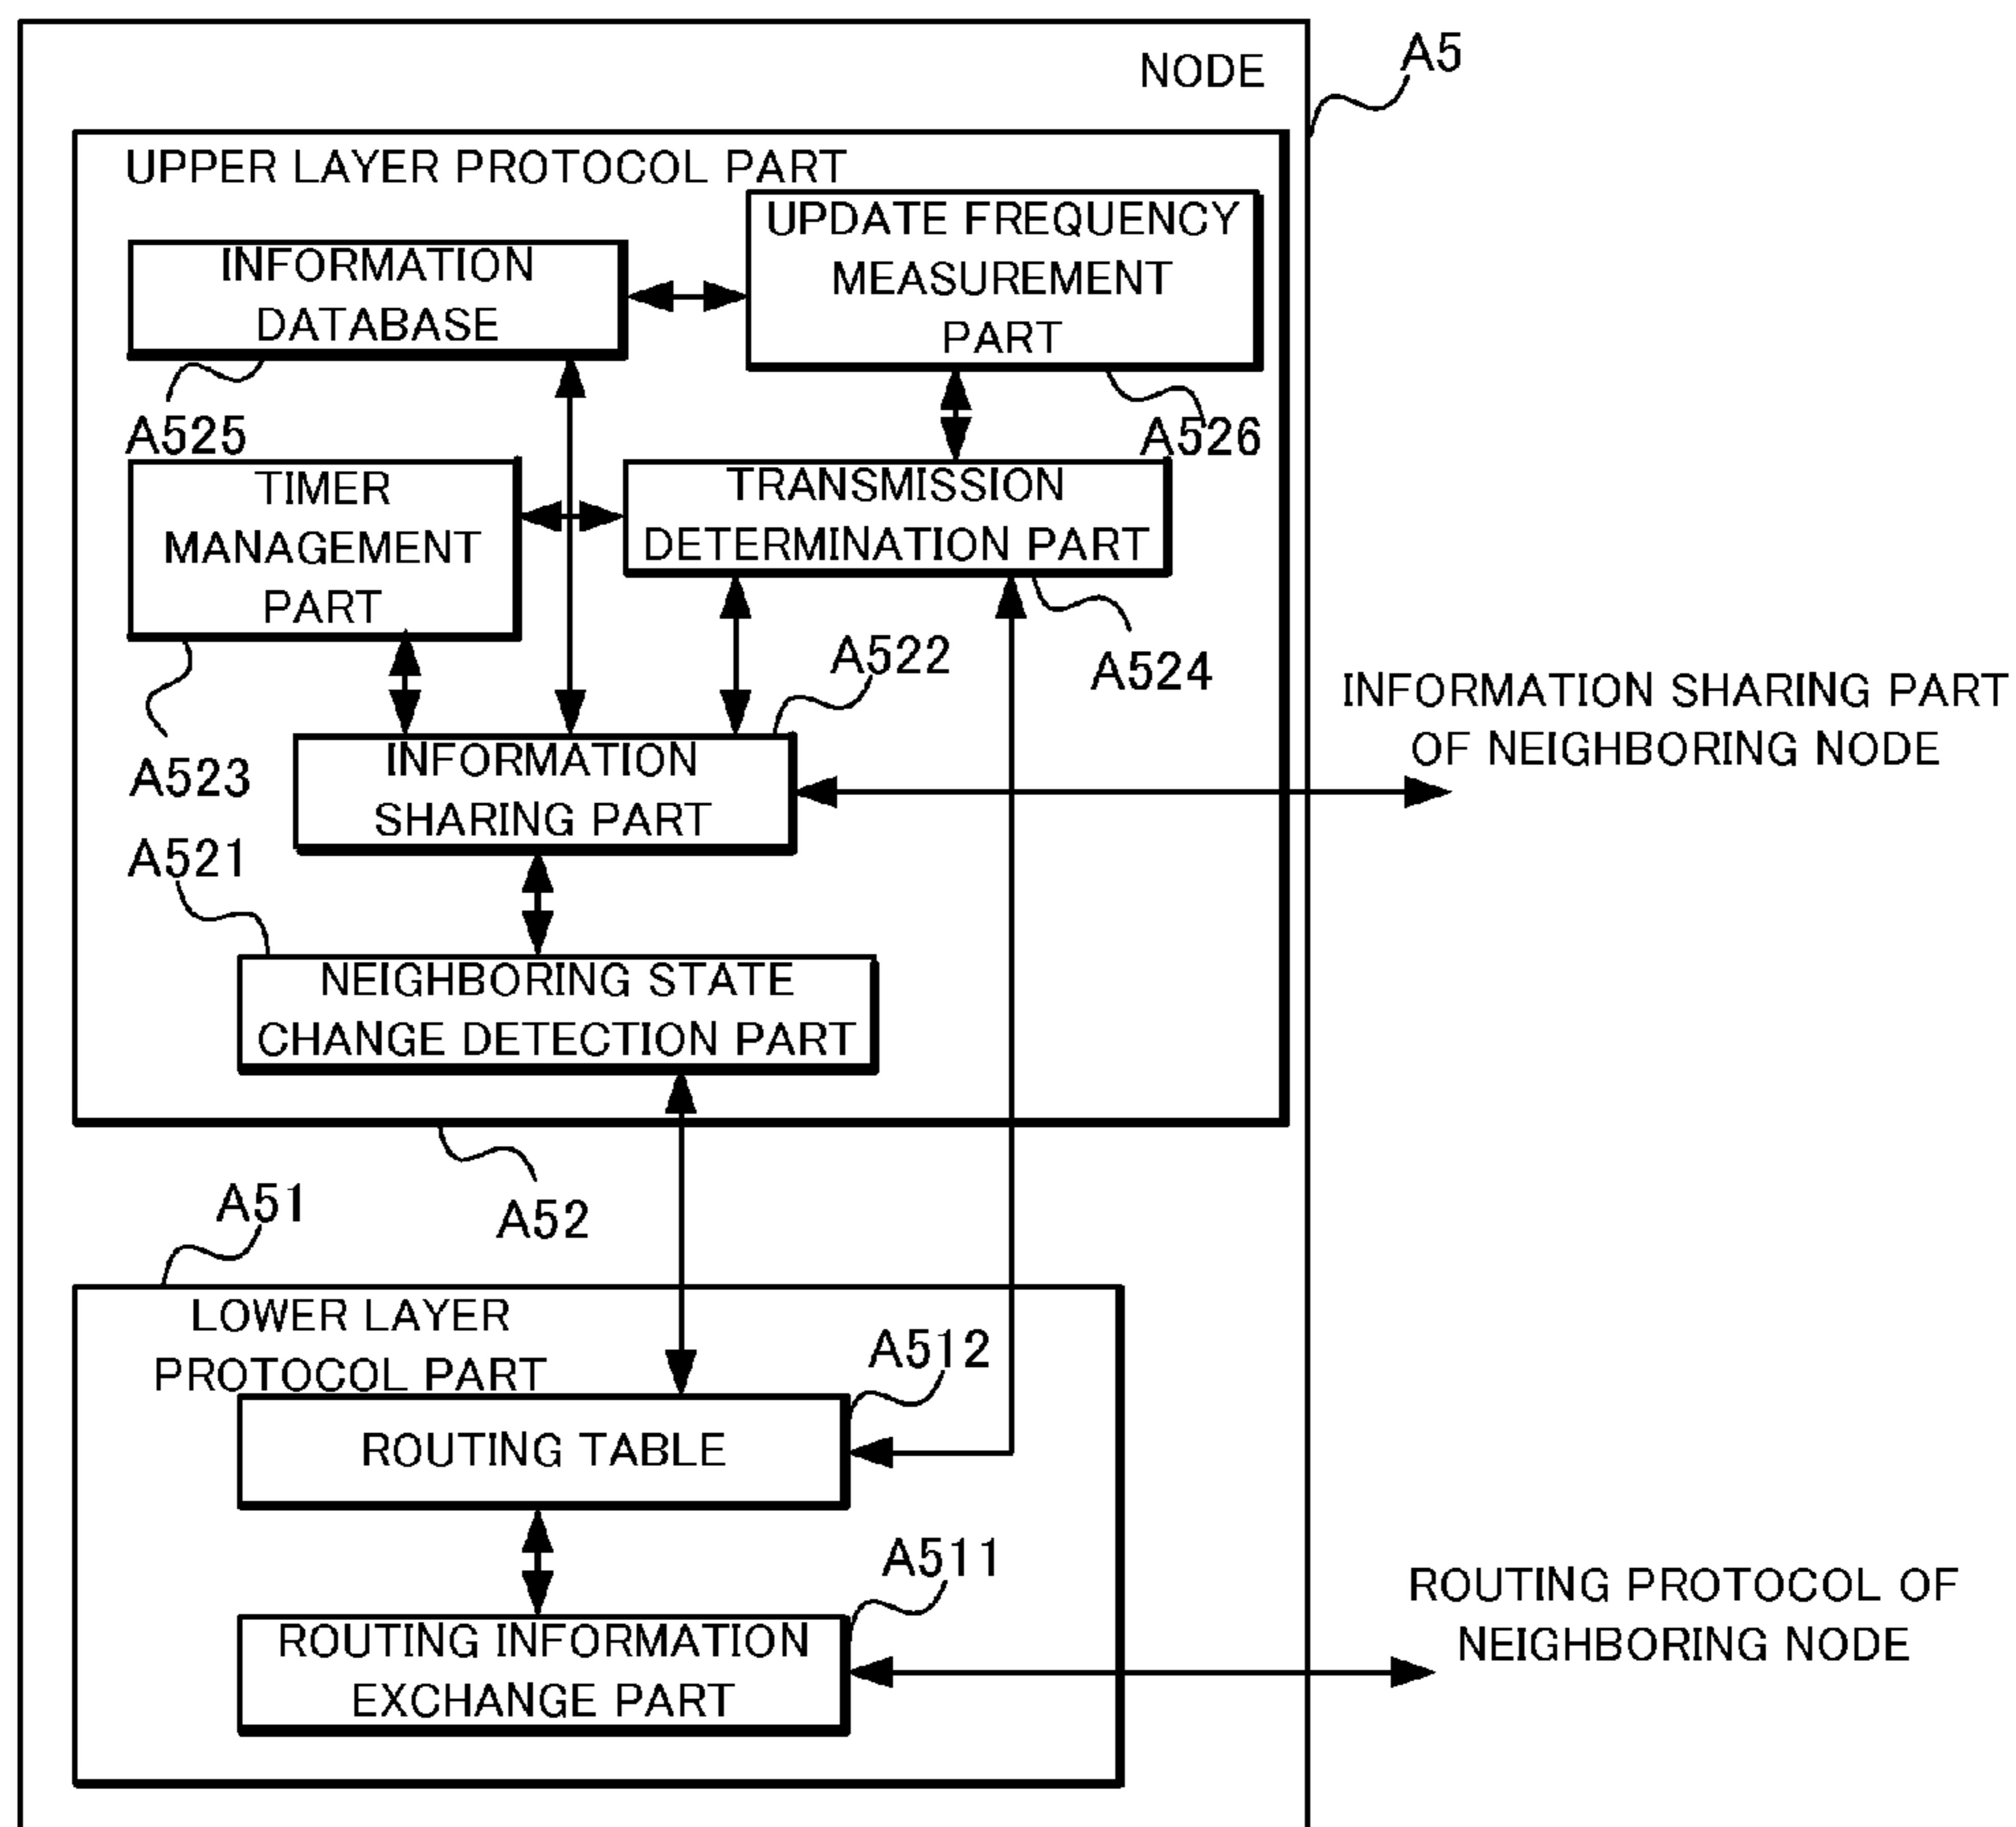 NODE
A5
UPPER LAYER PROTOCOL PART
UPDATE FREQUENCY
MEASUREMENT
PART
INFORMATION
DATABASE
A525
A526
TIMER
MANAGEMENT
PART
TRANSMISSION
DETERMINATION PART
A522
A524
A523
INFORMATION SHARING PART
OF NEIGHBORING NODE
INFORMATION
SHARING PART
A521
NEIGHBORING STATE
CHANGE DETECTION PART
A52
A51
LOWER LAYER
PROTOCOL PART
A512
ROUTING TABLE
A511
ROUTING INFORMATION
EXCHANGE PART
ROUTING PROTOCOL OF
NEIGHBORING NODE